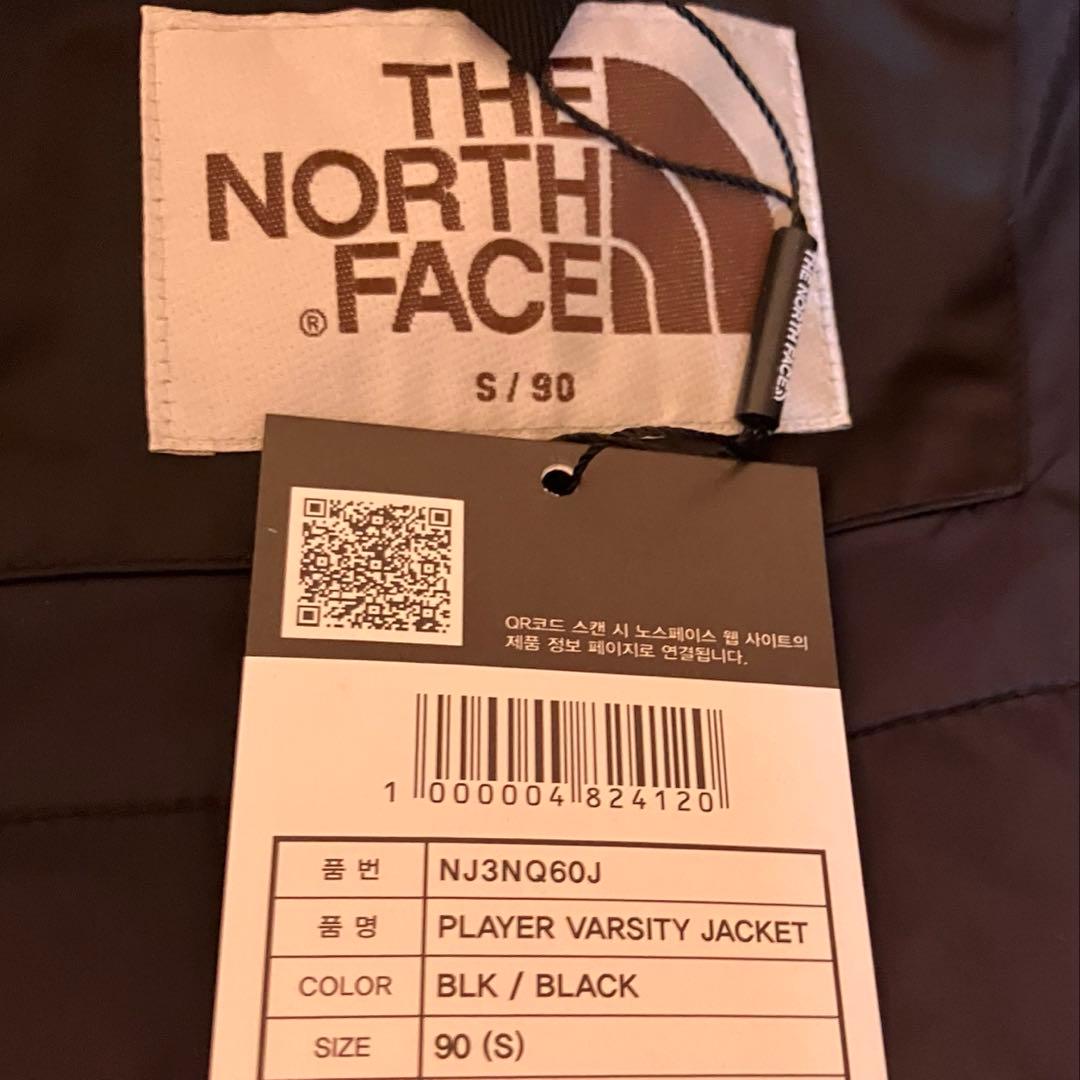 THE
NORTH
FACE
®
S / 90
THE NORTH FACE
QR코드 스캔 시 노스페이스 웹 사이트의
제품 정보 페이지로 연결됩니다.
1 000004 824120
품 번 NJ3NQ60J
품 명 PLAYER VARSITY JACKET
COLOR BLK / BLACK
SIZE 90 (S)